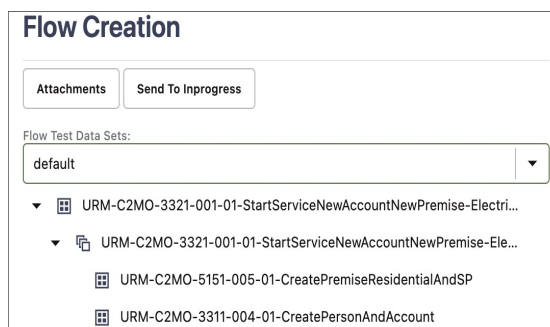 Flow Creation
Attachments Send To Inprogress
Flow Test Data Sets:
default
URM-C2MO-3321-001-01-StartServiceNewAccountNewPremise-Electri...
URM-C2MO-3321-001-01-StartServiceNewAccountNewPremise-Ele...
URM-C2MO-5151-005-01-CreatePremiseResidentialAndSP
URM-C2MO-3311-004-01-CreatePersonAndAccount